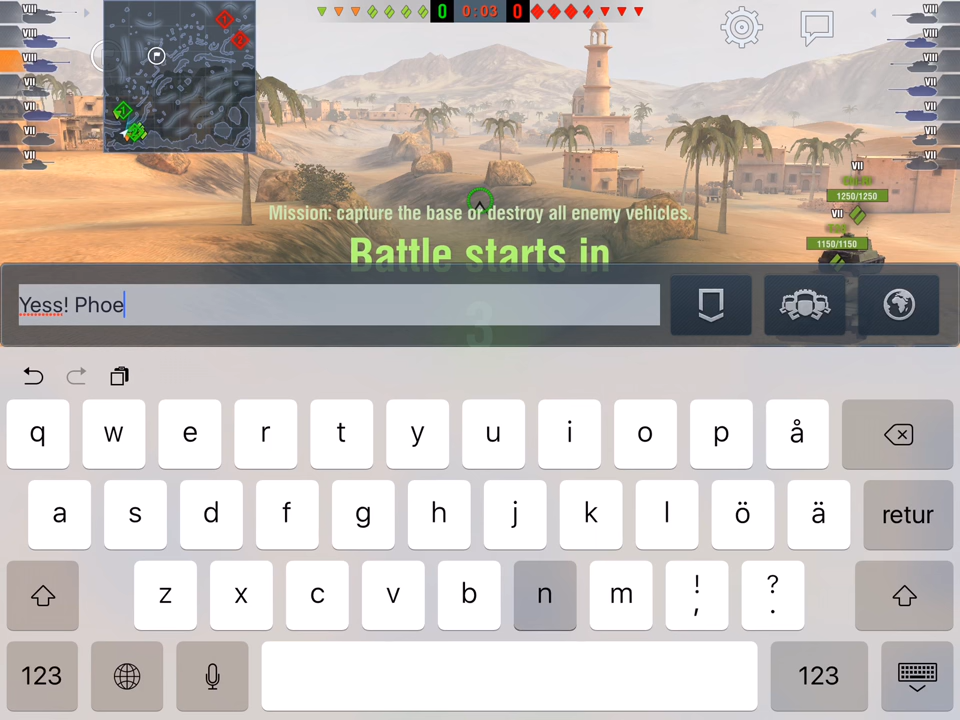 VIII
VIII
VIII
VII
VII
VII
VII
0 0:03 0
VIII
VIII
VIII
VII
VII
VII
VII
VII
1250/1250
VII
1150/1150
Mission: capture the base or destroy all enemy vehicles.
Battle starts in
3
Yess! Phoe
q w e r t y u i o p å
a s d f g h j k l ö ä retur
z x c v b n m ! , ? .
123 123